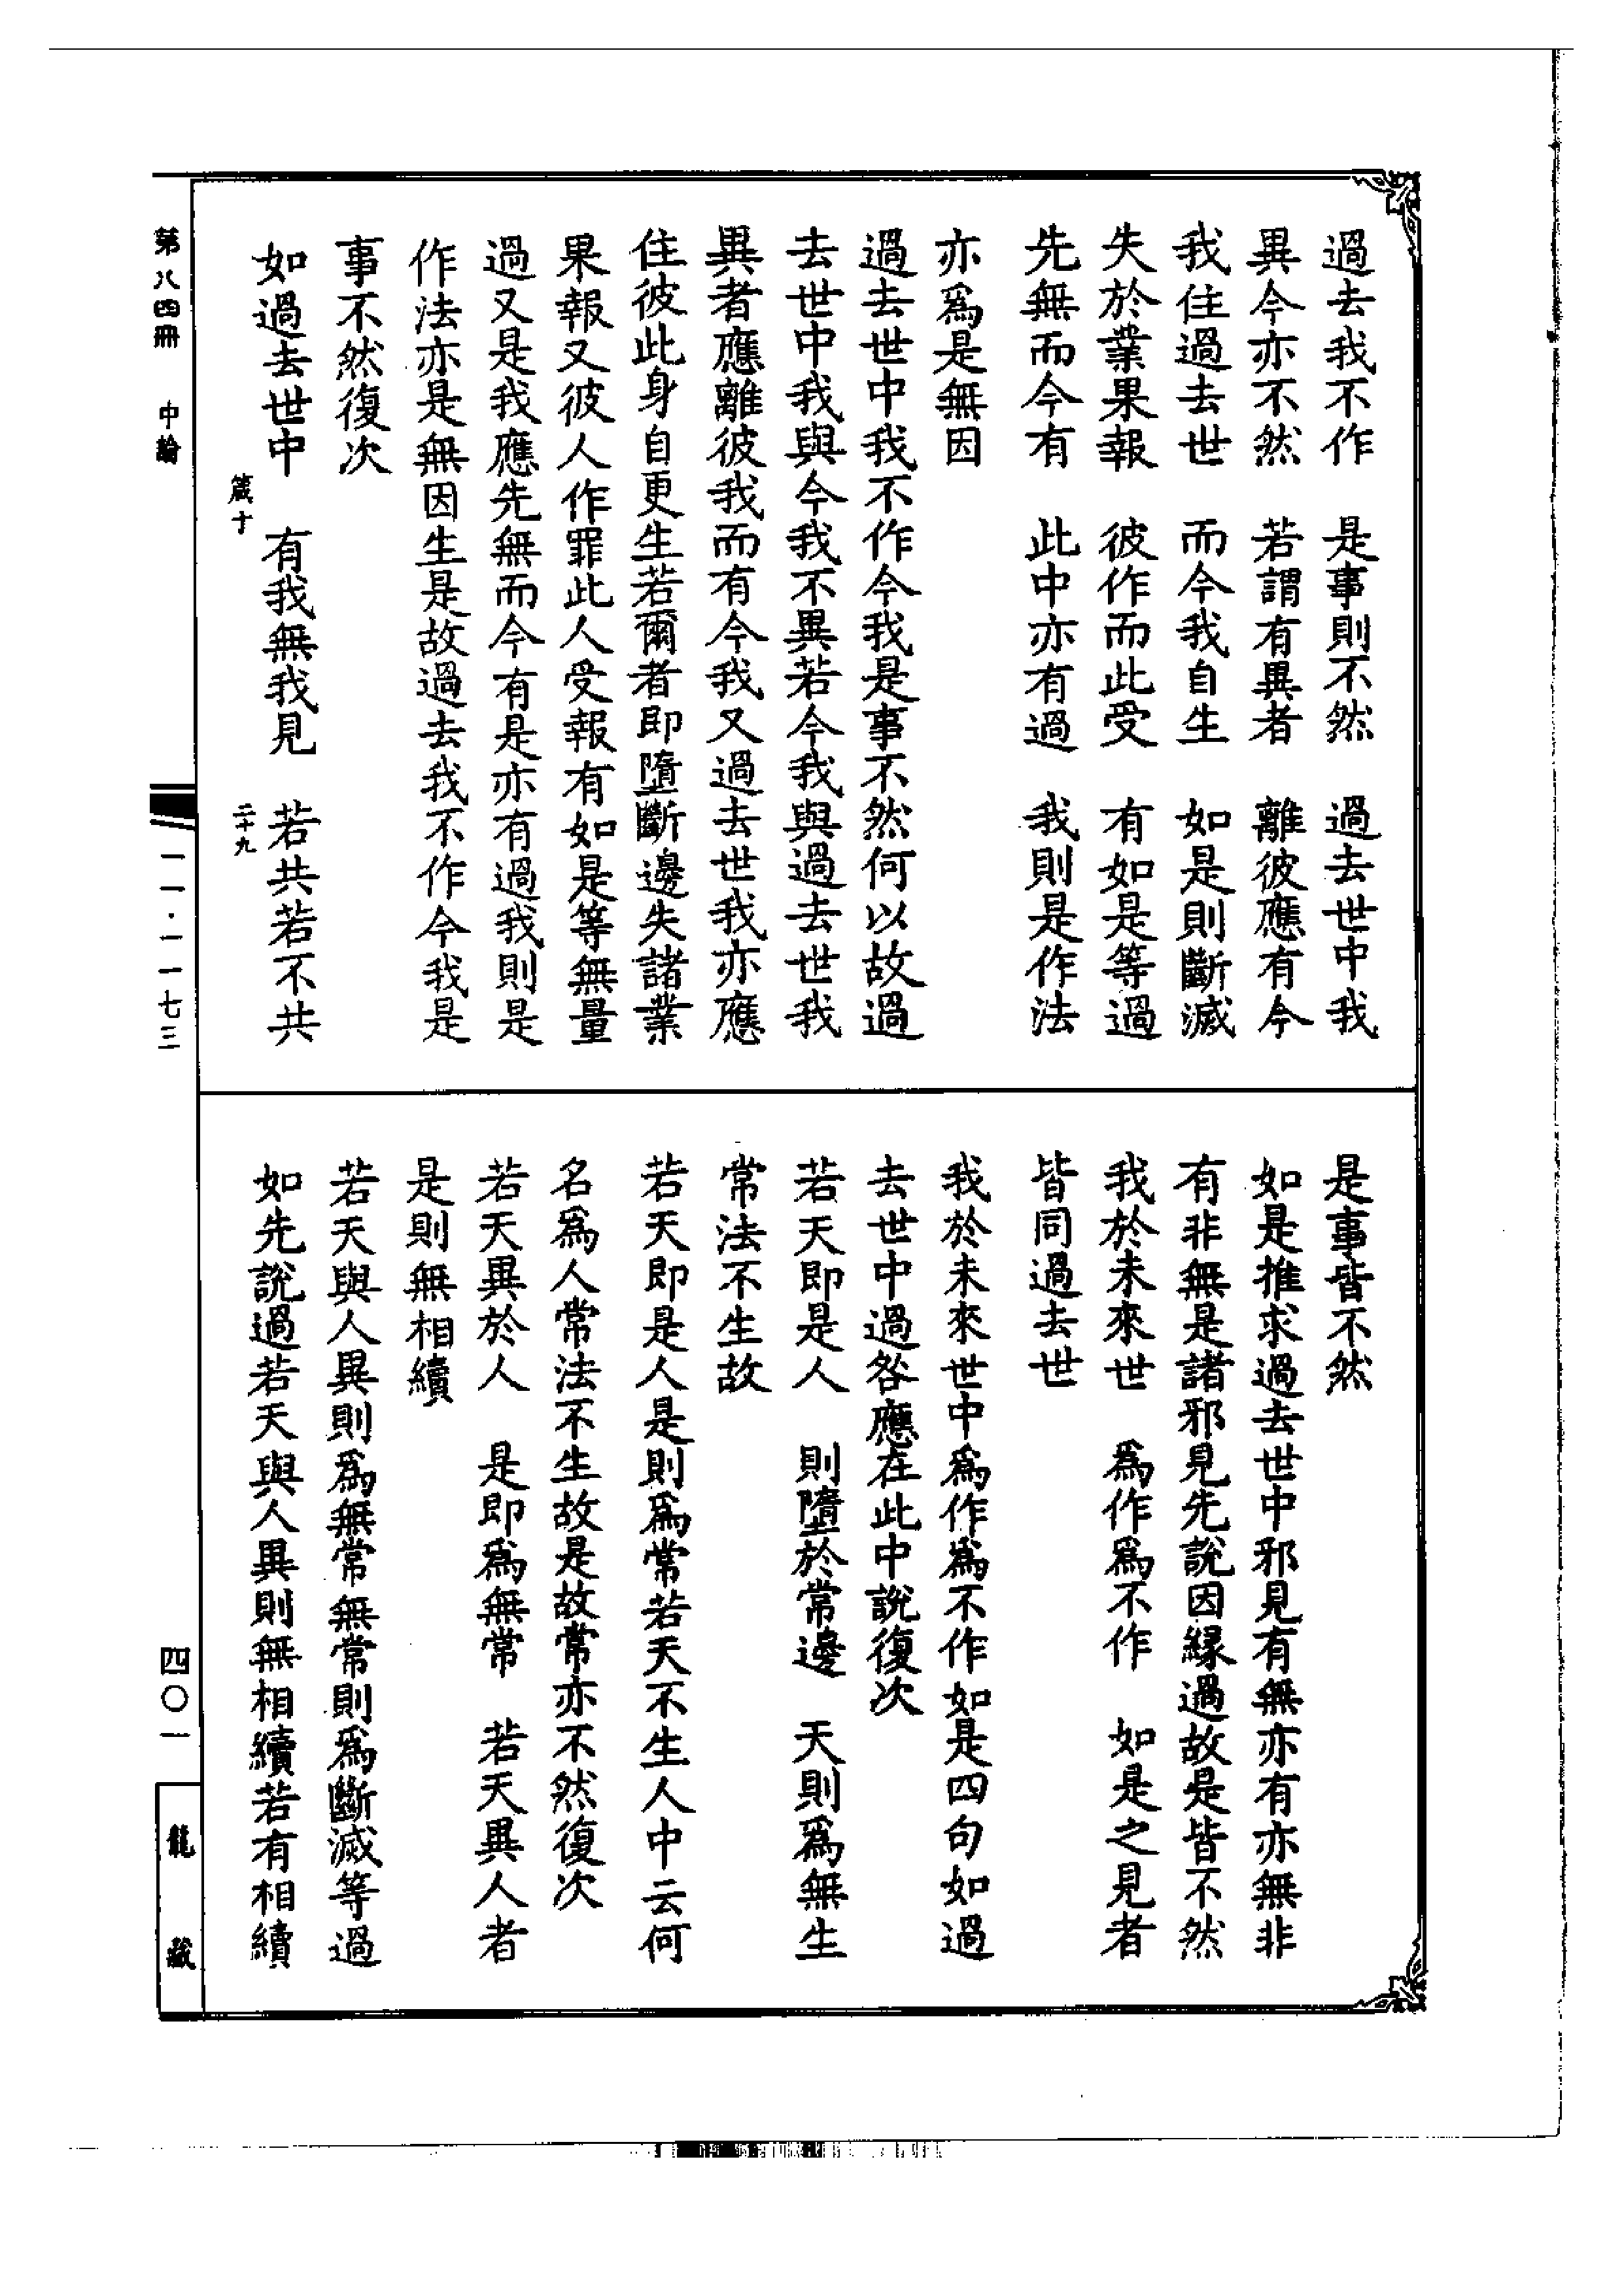 過去我不作　是事則不然　過去世中我
異今亦不然　若謂有異者　離彼應有今
我住過去世　而今我自生　如是則斷滅
失於業果報　彼作而此受　有如是等過
先無而今有　此中亦有過　我則是作法
亦爲是無因
過去世中我不作今我是事不然何以故過
去世中我與今我不異若今我與過去世我
異者應離彼我而有今我又過去世我亦應
住彼此身自更生若爾者即墮斷邊失諸業
果報又彼人作罪此人受報有如是等無量
過又是我應先無而今有是亦有過我則是
作法亦是無因生是故過去我不作今我是
事不然復次
如過去世中　有我無我見　若共若不共
箴十
二十九
是事皆不然
如是推求過去世中邪見有無亦有亦無非
有非無是諸邪見先說因緣過故是皆不然
我於未來世　爲作爲不作　如是之見者
皆同過去世
我於未來世中爲作爲不作如是四句如過
去世中過咎應在此中說復次
若天即是人　則墮於常邊　天則爲無生
常法不生故
若天即是人是則爲常若天不生人中云何
名爲人常法不生故是故常亦不然復次
若天異於人　是即爲無常　若天異人者
是則無相續
若天與人異則爲無常無常則爲斷滅等過
如先說過若天與人異則無相續若有相續
第八四冊　中論
一一·一一七三
四〇一
龍藏